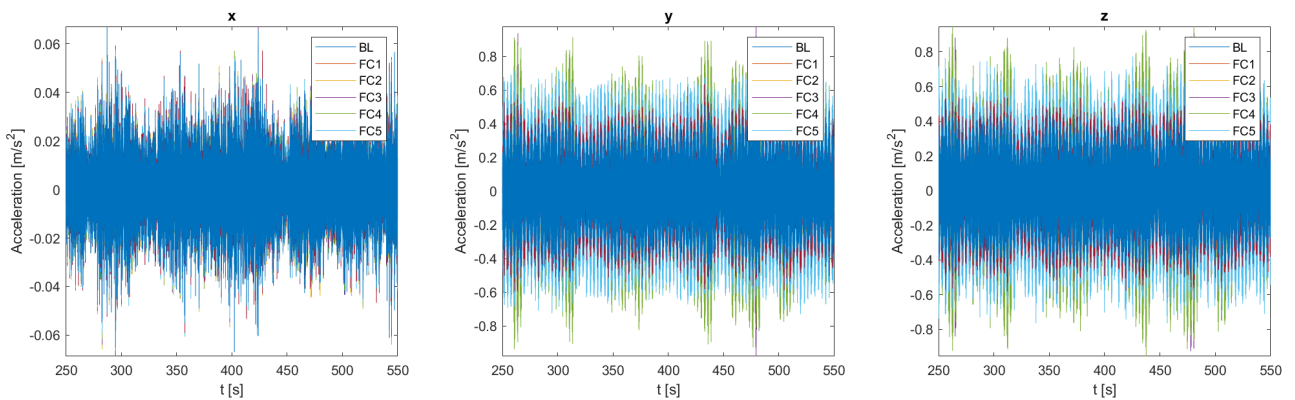 x
0.06
0.04
0.02
0
-0.02
-0.04
-0.06
Acceleration [m/s²]
250 300 350 400 450 500 550
t [s]
BL
FC1
FC2
FC3
FC4
FC5
y
0.8
0.6
0.4
0.2
0
-0.2
-0.4
-0.6
-0.8
Acceleration [m/s²]
250 300 350 400 450 500 550
t [s]
BL
FC1
FC2
FC3
FC4
FC5
z
0.8
0.6
0.4
0.2
0
-0.2
-0.4
-0.6
-0.8
Acceleration [m/s²]
250 300 350 400 450 500 550
t [s]
BL
FC1
FC2
FC3
FC4
FC5